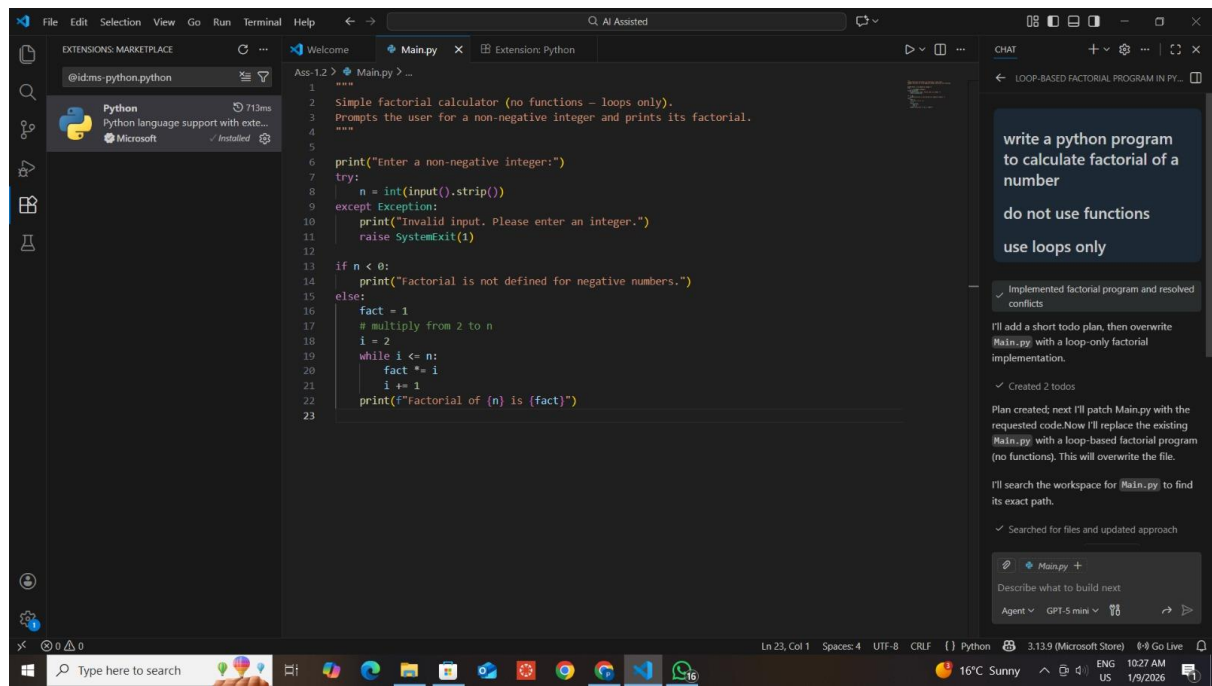 File Edit Selection View Go Run Terminal Help
AI Assisted
EXTENSIONS: MARKETPLACE
@id:ms-python.python
Python 713ms
Python language support with exte...
Microsoft Installed
Welcome Main.py Extension: Python
Ass-1.2 > Main.py > ...
1 """
2 Simple factorial calculator (no functions — loops only).
3 Prompts the user for a non-negative integer and prints its factorial.
4 """
5
6 print("Enter a non-negative integer:")
7 try:
8     n = int(input().strip())
9 except Exception:
10     print("Invalid input. Please enter an integer.")
11     raise SystemExit(1)
12
13 if n < 0:
14     print("Factorial is not defined for negative numbers.")
15 else:
16     fact = 1
17     # multiply from 2 to n
18     i = 2
19     while i <= n:
20         fact *= i
21         i += 1
22     print(f"Factorial of {n} is {fact}")
23
CHAT
LOOP-BASED FACTORIAL PROGRAM IN PY...
write a python program
to calculate factorial of a
number
do not use functions
use loops only
Implemented factorial program and resolved
conflicts
I'll add a short todo plan, then overwrite
Main.py with a loop-only factorial
implementation.
Created 2 todos
Plan created; next I'll patch Main.py with the
requested code.Now I'll replace the existing
Main.py with a loop-based factorial program
(no functions). This will overwrite the file.
I'll search the workspace for Main.py to find
its exact path.
Searched for files and updated approach
Main.py
Describe what to build next
Agent GPT-5 mini
0 0
Ln 23, Col 1 Spaces: 4 UTF-8 CRLF { } Python 3.13.9 (Microsoft Store) Go Live
Type here to search
16
16°C Sunny
ENG
US
10:27 AM
1/9/2026
1